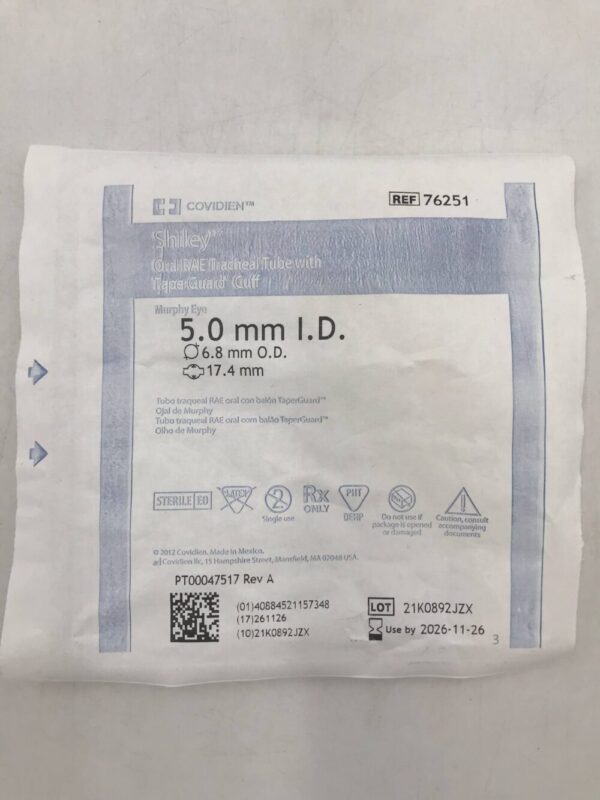 COVIDIEN™
REF 76251
Shiley™
Oral RAE Tracheal Tube with
TaperGuard™ Cuff
Murphy Eye
5.0 mm I.D.
6.8 mm O.D.
17.4 mm
Tubo traqueal RAE oral con balón TaperGuard™
Ojal de Murphy
Tubo traqueal RAE oral com balão TaperGuard™
Olho de Murphy
STERILE EO
LATEX
2
Single use
Rx
ONLY
PHT
DEHP
Do not use if
package is opened
or damaged
Caution, consult
accompanying
documents
© 2012 Covidien. Made in Mexico.
Covidien llc, 15 Hampshire Street, Mansfield, MA 02048 USA.
PT00047517 Rev A
(01)40884521157348
(17)261126
(10)21K0892JZX
LOT 21K0892JZX
Use by 2026-11-26
3